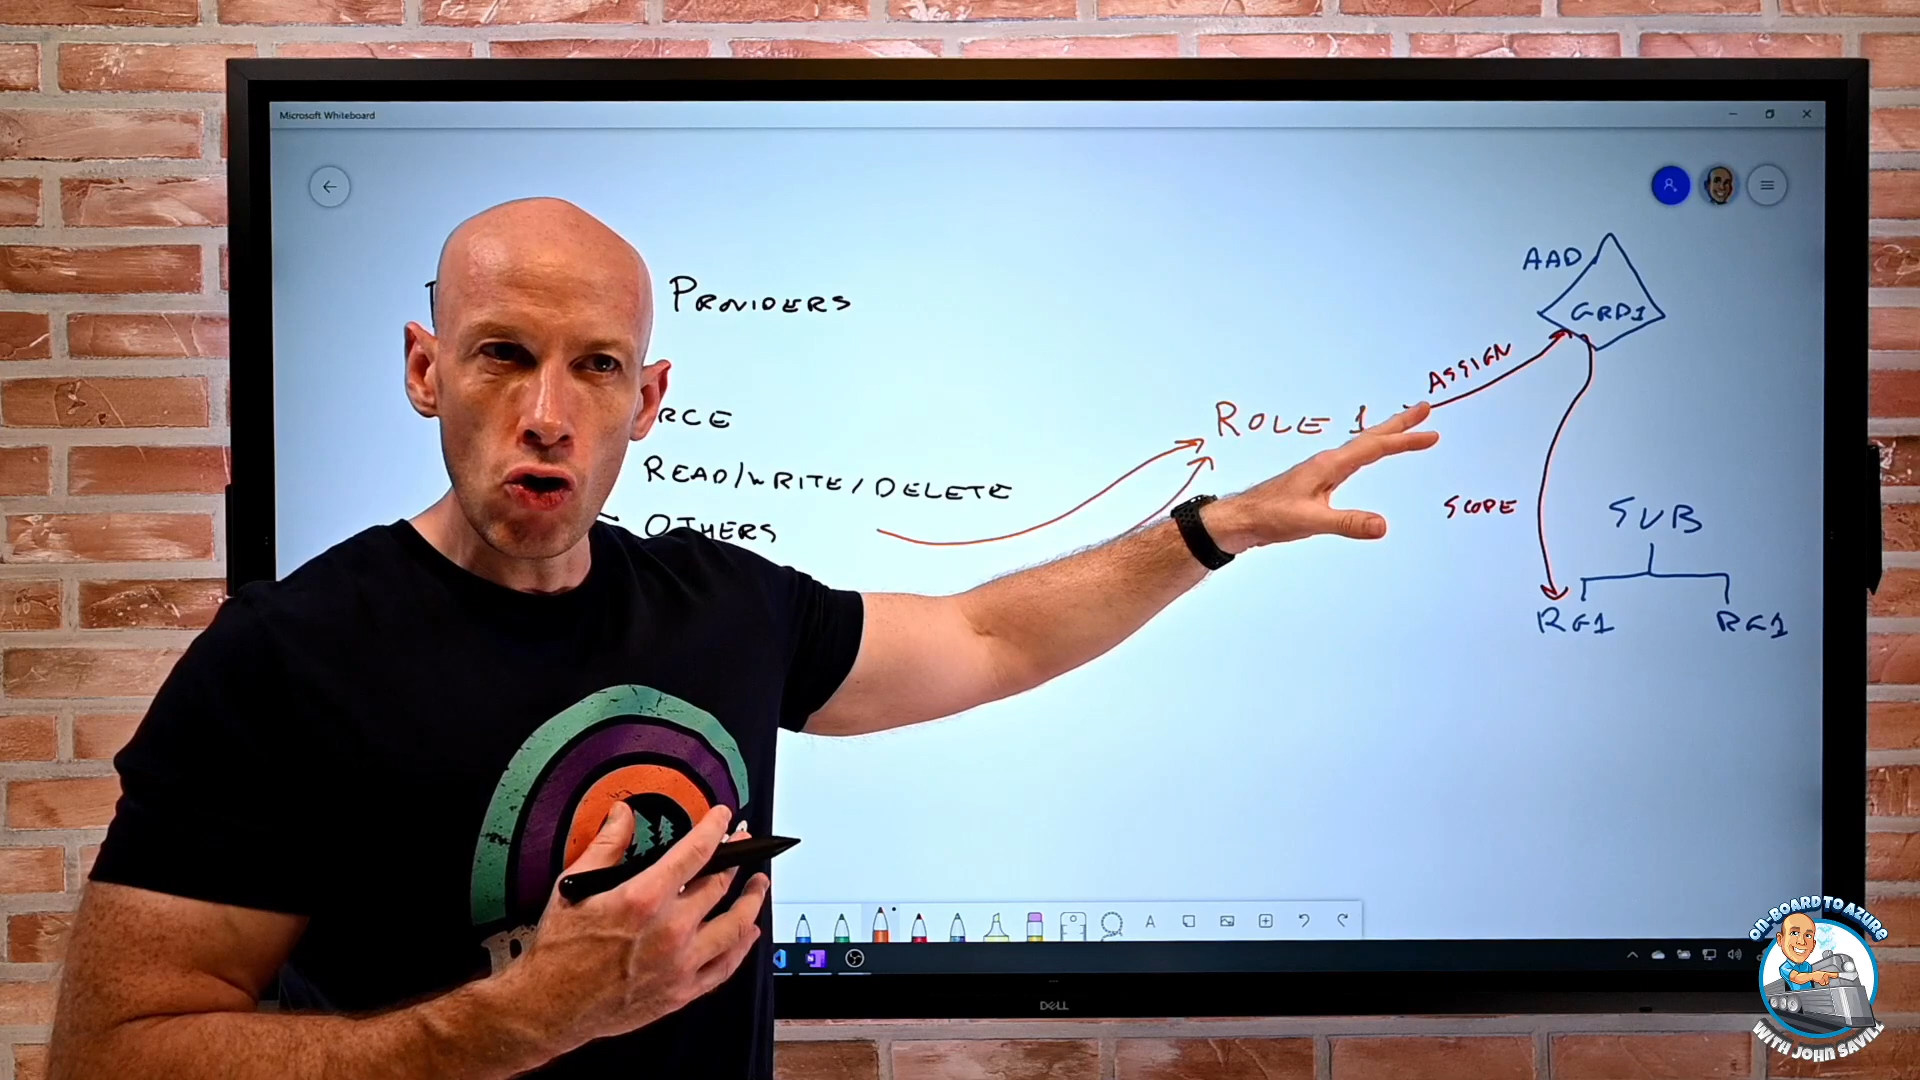 Microsoft Whiteboard
PROVIDERS
RCE
READ/WRITE/DELETE
OTHERS
ROLE 1
ASSIGN
AAD
GRP1
SCOPE
SUB
RG1
RG1
A
DELL
ON-BOARD TO AZURE
WITH JOHN SAVILL